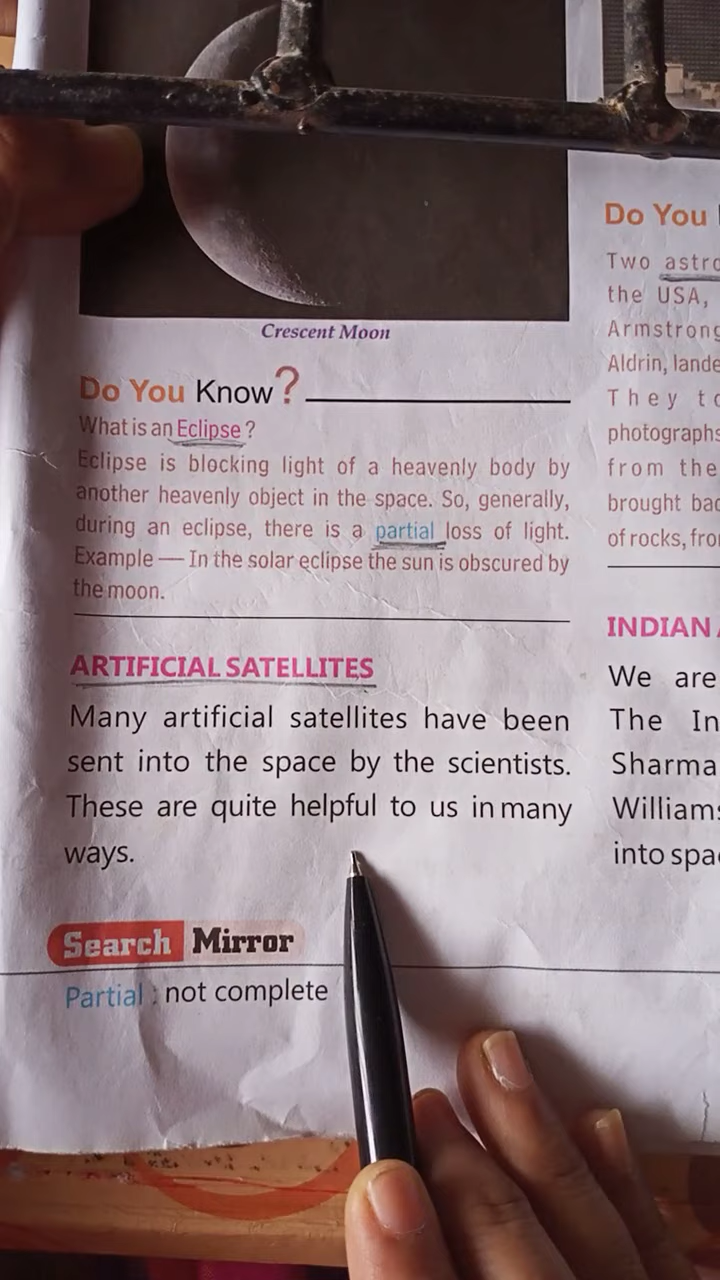 Crescent Moon
Do You Know?
What is an Eclipse ?
Eclipse is blocking light of a heavenly body by
another heavenly object in the space. So, generally,
during an eclipse, there is a partial loss of light.
Example — In the solar eclipse the sun is obscured by
the moon.
ARTIFICIAL SATELLITES
Many artificial satellites have been
sent into the space by the scientists.
These are quite helpful to us in many
ways.
Search Mirror
Partial : not complete
Do You
Two
the USA,
Armstrong
Aldrin,
They
photographs
from the
brought
of rocks,
INDIAN
We are
The
Sharma
Williams
into